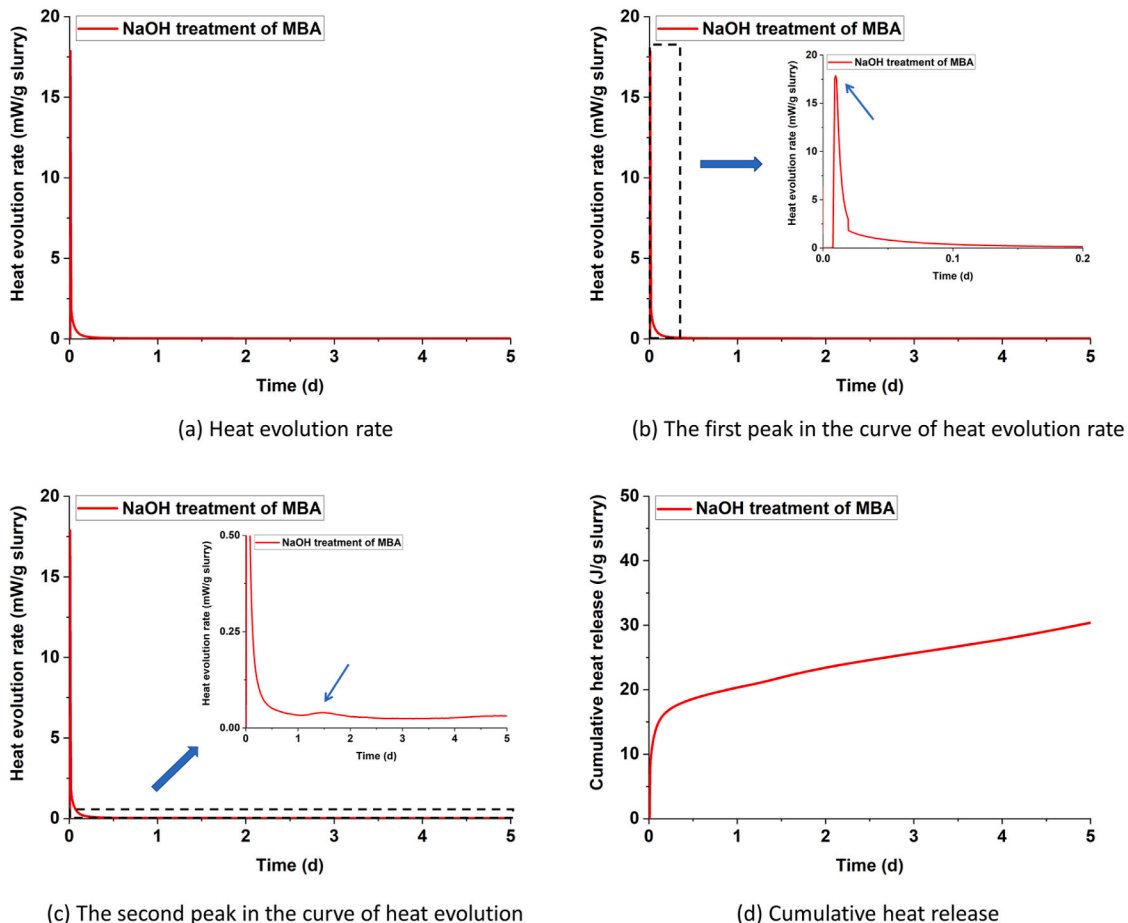 NaOH treatment of MBA
Heat evolution rate (mW/g slurry)
20
15
10
5
0
0 1 2 3 4 5
Time (d)
(a) Heat evolution rate
NaOH treatment of MBA
Heat evolution rate (mW/g slurry)
20
15
10
5
0
0 1 2 3 4 5
Time (d)
NaOH treatment of MBA
Heat evolution rate (mW/g slurry)
20
18
15
13
10
8
5
3
0
0.0 0.1 0.2
Time (d)
(b) The first peak in the curve of heat evolution rate
NaOH treatment of MBA
Heat evolution rate (mW/g slurry)
20
15
10
5
0
0 1 2 3 4 5
Time (d)
NaOH treatment of MBA
Heat evolution rate (mW/g slurry)
0.50
0.25
0.00
0 1 2 3 4 5
Time (d)
(c) The second peak in the curve of heat evolution
NaOH treatment of MBA
Cumulative heat release (J/g slurry)
50
40
30
20
10
0
0 1 2 3 4 5
Time (d)
(d) Cumulative heat release